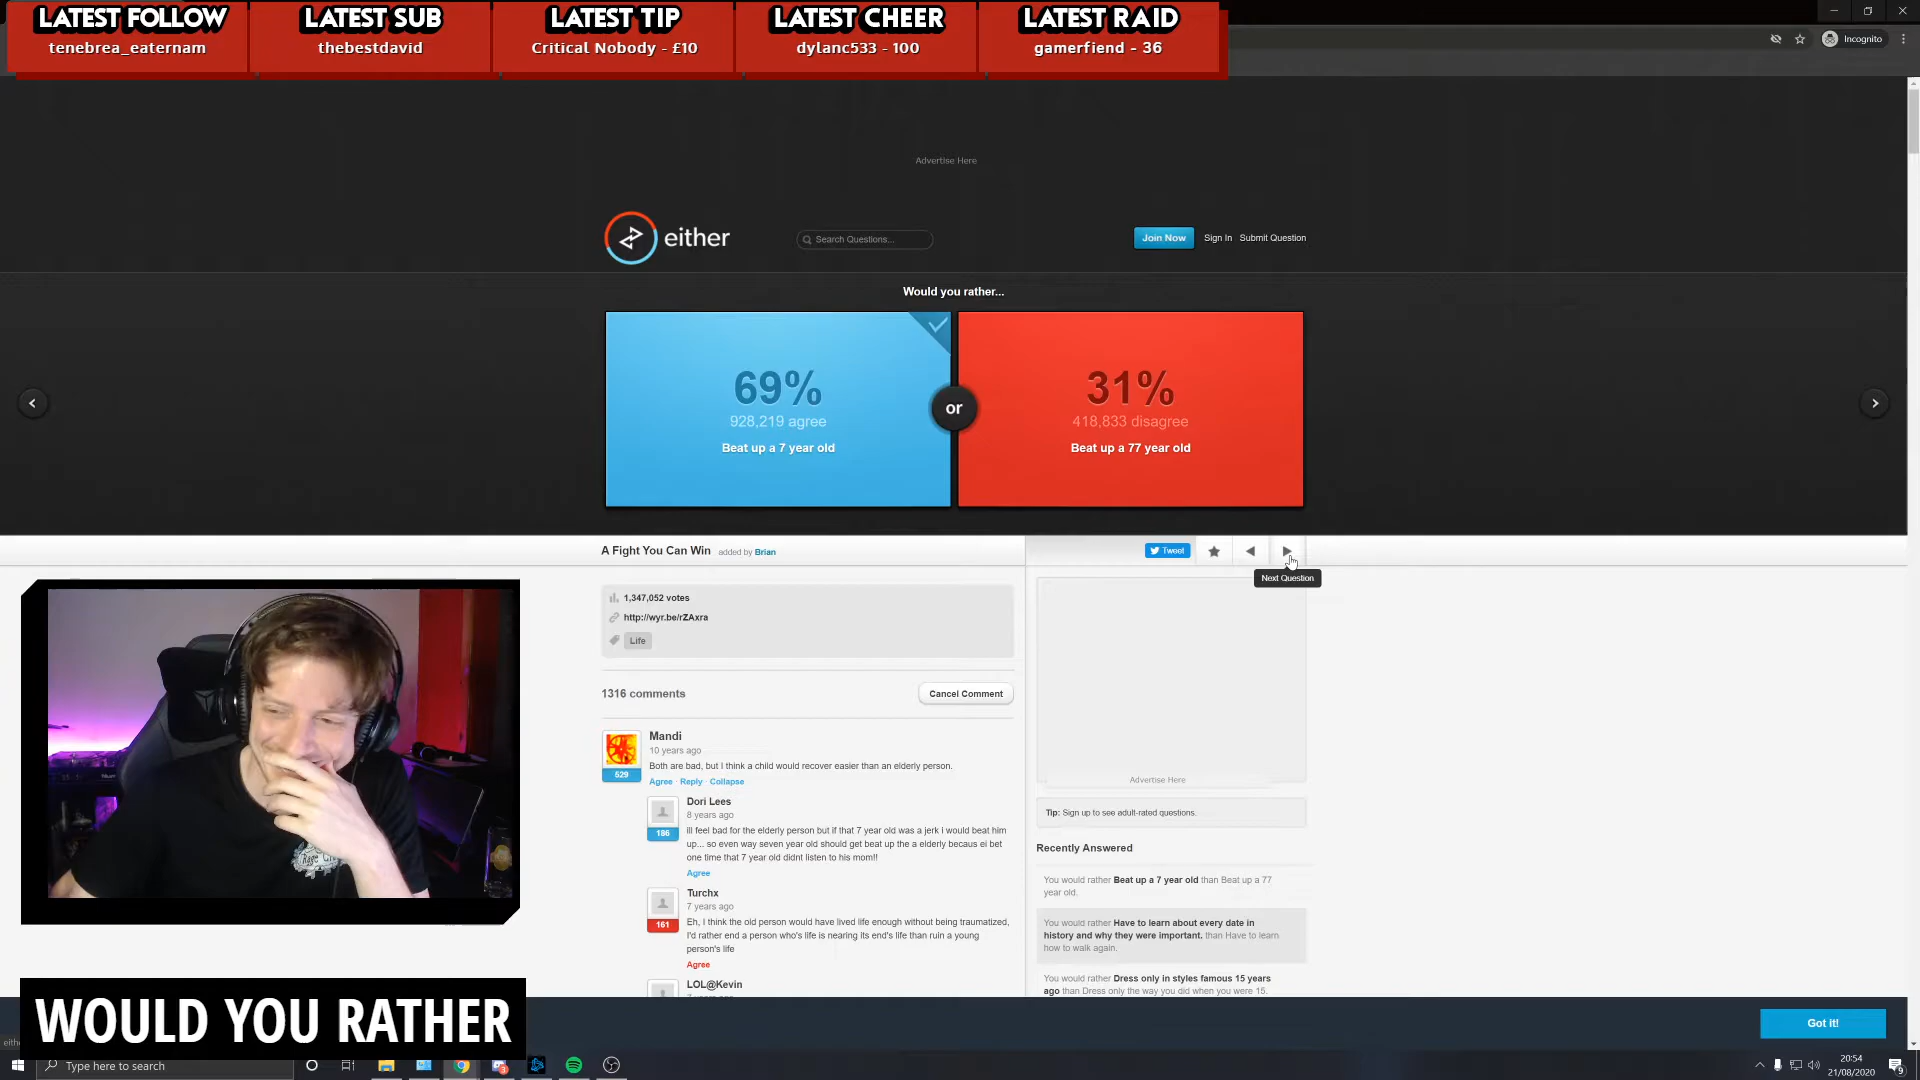 LATEST FOLLOW
tenebrea_eaternam
LATEST SUB
thebestdavid
LATEST TIP
Critical Nobody - £10
LATEST CHEER
dylanc533 - 100
LATEST RAID
gamerfiend - 36
Incognito
Advertise Here
either
Search Questions...
Join Now
Sign In
Submit Question
Would you rather...
69%
928,219 agree
Beat up a 7 year old
or
31%
418,833 disagree
Beat up a 77 year old
A Fight You Can Win added by Brian
Tweet
Next Question
1,347,052 votes
http://wyr.be/rZAxra
Life
1316 comments
Cancel Comment
Mandi
10 years ago
Both are bad, but I think a child would recover easier than an elderly person.
529
Agree · Reply · Collapse
Dori Lees
8 years ago
ill feel bad for the elderly person but if that 7 year old was a jerk i would beat him
up... so even way seven year old should get beat up the a elderly becaus ei bet
one time that 7 year old didnt listen to his mom!!
186
Agree
Turchx
7 years ago
Eh, I think the old person would have lived life enough without being traumatized,
I'd rather end a person who's life is nearing its end's life than ruin a young
person's life
161
Agree
LOL@Kevin
Advertise Here
Tip: Sign up to see adult-rated questions.
Recently Answered
You would rather Beat up a 7 year old than Beat up a 77
year old.
You would rather Have to learn about every date in
history and why they were important. than Have to learn
how to walk again.
You would rather Dress only in styles famous 15 years
ago than Dress only the way you did when you were 15.
WOULD YOU RATHER
Got it!
Type here to search
20:54
21/08/2020